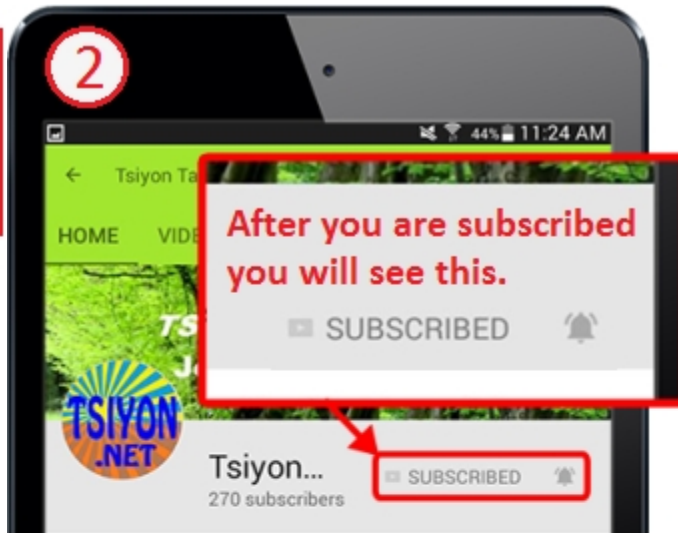 2
44% 11:24 AM
Tsiyon Ta
HOME VIDE
After you are subscribed
you will see this.
SUBSCRIBED
TS
J
TSIYON
.NET
Tsiyon...
SUBSCRIBED
270 subscribers